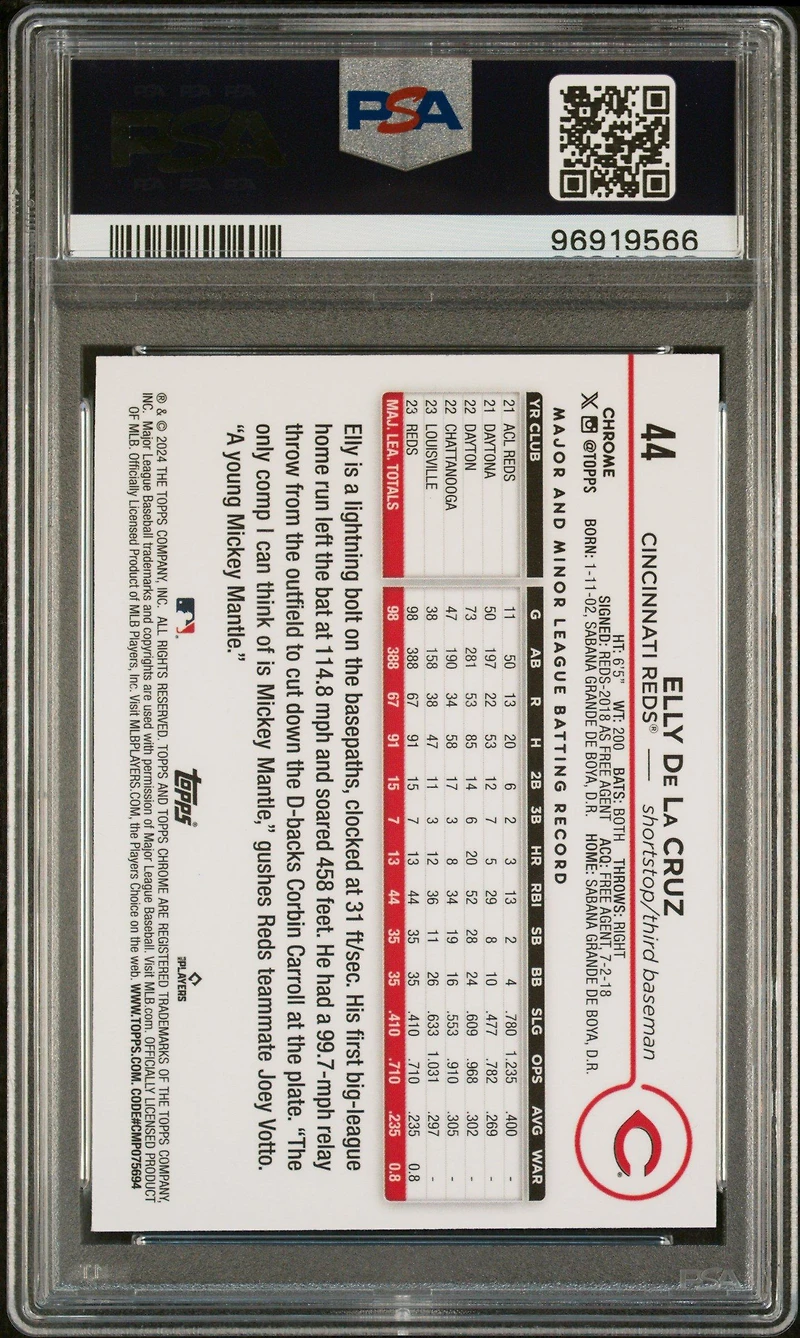 PSA
96919566
44
ELLY DE LA CRUZ
CINCINNATI REDS® — shortstop/third baseman
HT: 6'5" WT: 200 BATS: BOTH THROWS: RIGHT
SIGNED: REDS-2018 AS FREE AGENT ACQ: FREE AGENT, 7-2-18
BORN: 1-11-02, SABANA GRANDE DE BOYA, D.R. HOME: SABANA GRANDE DE BOYA, D.R.
CHROME
X @TOPPS
MAJOR AND MINOR LEAGUE BATTING RECORD
YR CLUB G AB R H 2B 3B HR RBI SB BB SLG OPS AVG WAR
21 ACL REDS 11 50 13 20 6 2 3 13 2 4 .780 1.235 .400 -
21 DAYTONA 50 197 22 53 12 7 5 29 8 10 .477 .782 .269 -
22 DAYTON 73 281 53 85 14 6 20 52 28 24 .609 .968 .302 -
22 CHATTANOOGA 47 190 34 58 17 3 8 34 19 16 .553 .910 .305 -
23 LOUISVILLE 38 158 38 47 11 3 12 36 11 26 .633 1.031 .297 -
23 REDS 98 388 67 91 15 7 13 44 35 35 .410 .710 .235 0.8
MAJ. LEA. TOTALS 98 388 67 91 15 7 13 44 35 35 .410 .710 .235 0.8
Elly is a lightning bolt on the basepaths, clocked at 31 ft/sec. His first big-league
home run left the bat at 114.8 mph and soared 458 feet. He had a 99.7-mph relay
throw from the outfield to cut down the D-backs Corbin Carroll at the plate. “The
only comp I can think of is Mickey Mantle,” gushes Reds teammate Joey Votto.
“A young Mickey Mantle.”
topps®
PLAYERS
® & © 2024 THE TOPPS COMPANY, INC. ALL RIGHTS RESERVED. TOPPS AND TOPPS CHROME ARE REGISTERED TRADEMARKS OF THE TOPPS COMPANY,
INC. Major League Baseball trademarks and copyrights are used with permission of Major League Baseball. Visit MLB.com. OFFICIALLY LICENSED PRODUCT
OF MLB. Officially Licensed Product of MLB Players, Inc. Visit MLBPLAYERS.COM, the Players Choice on the web. WWW.TOPPS.COM. CODE#CMP075694
PSA